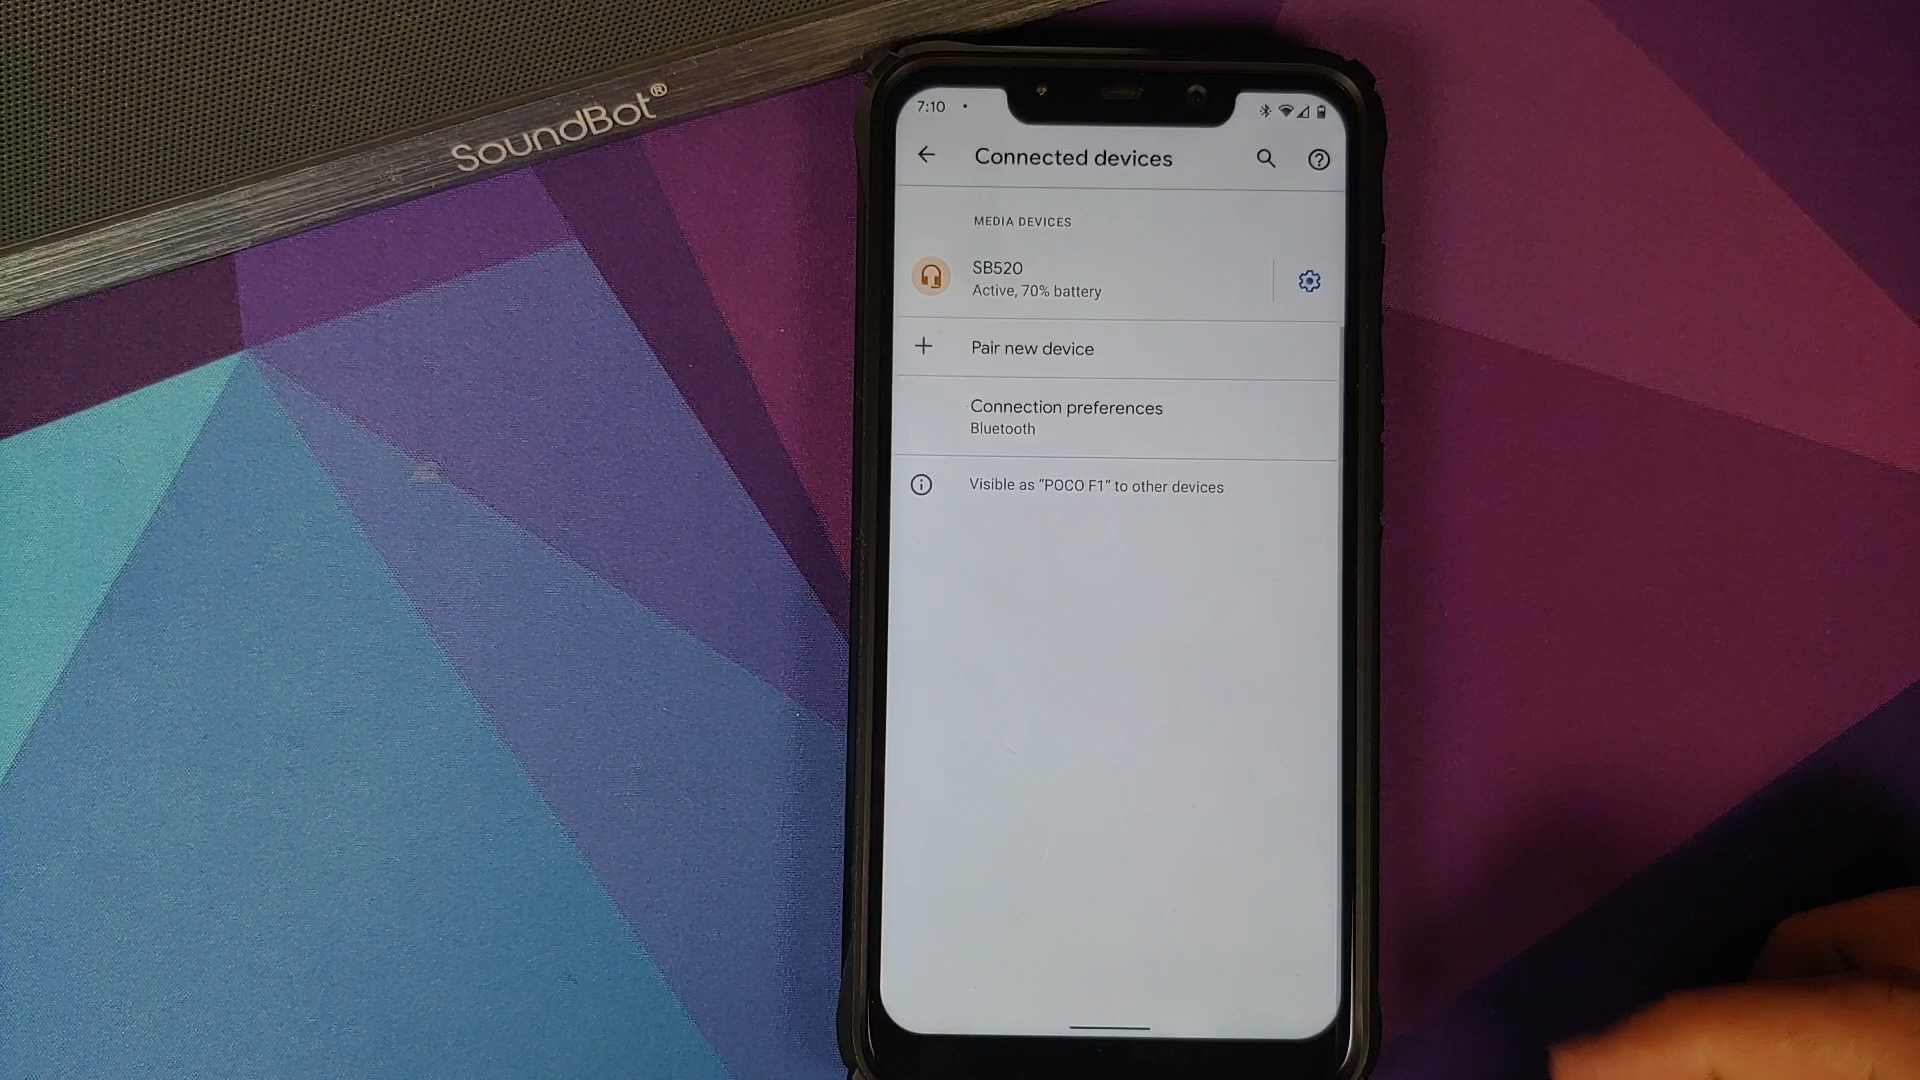 SoundBot®
7:10
Connected devices
MEDIA DEVICES
SB520
Active, 70% battery
Pair new device
Connection preferences
Bluetooth
Visible as “POCO F1” to other devices